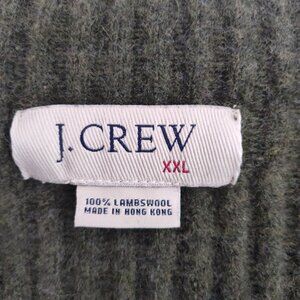 J.CREW
XXL
100% LAMBSWOOL
MADE IN HONG KONG